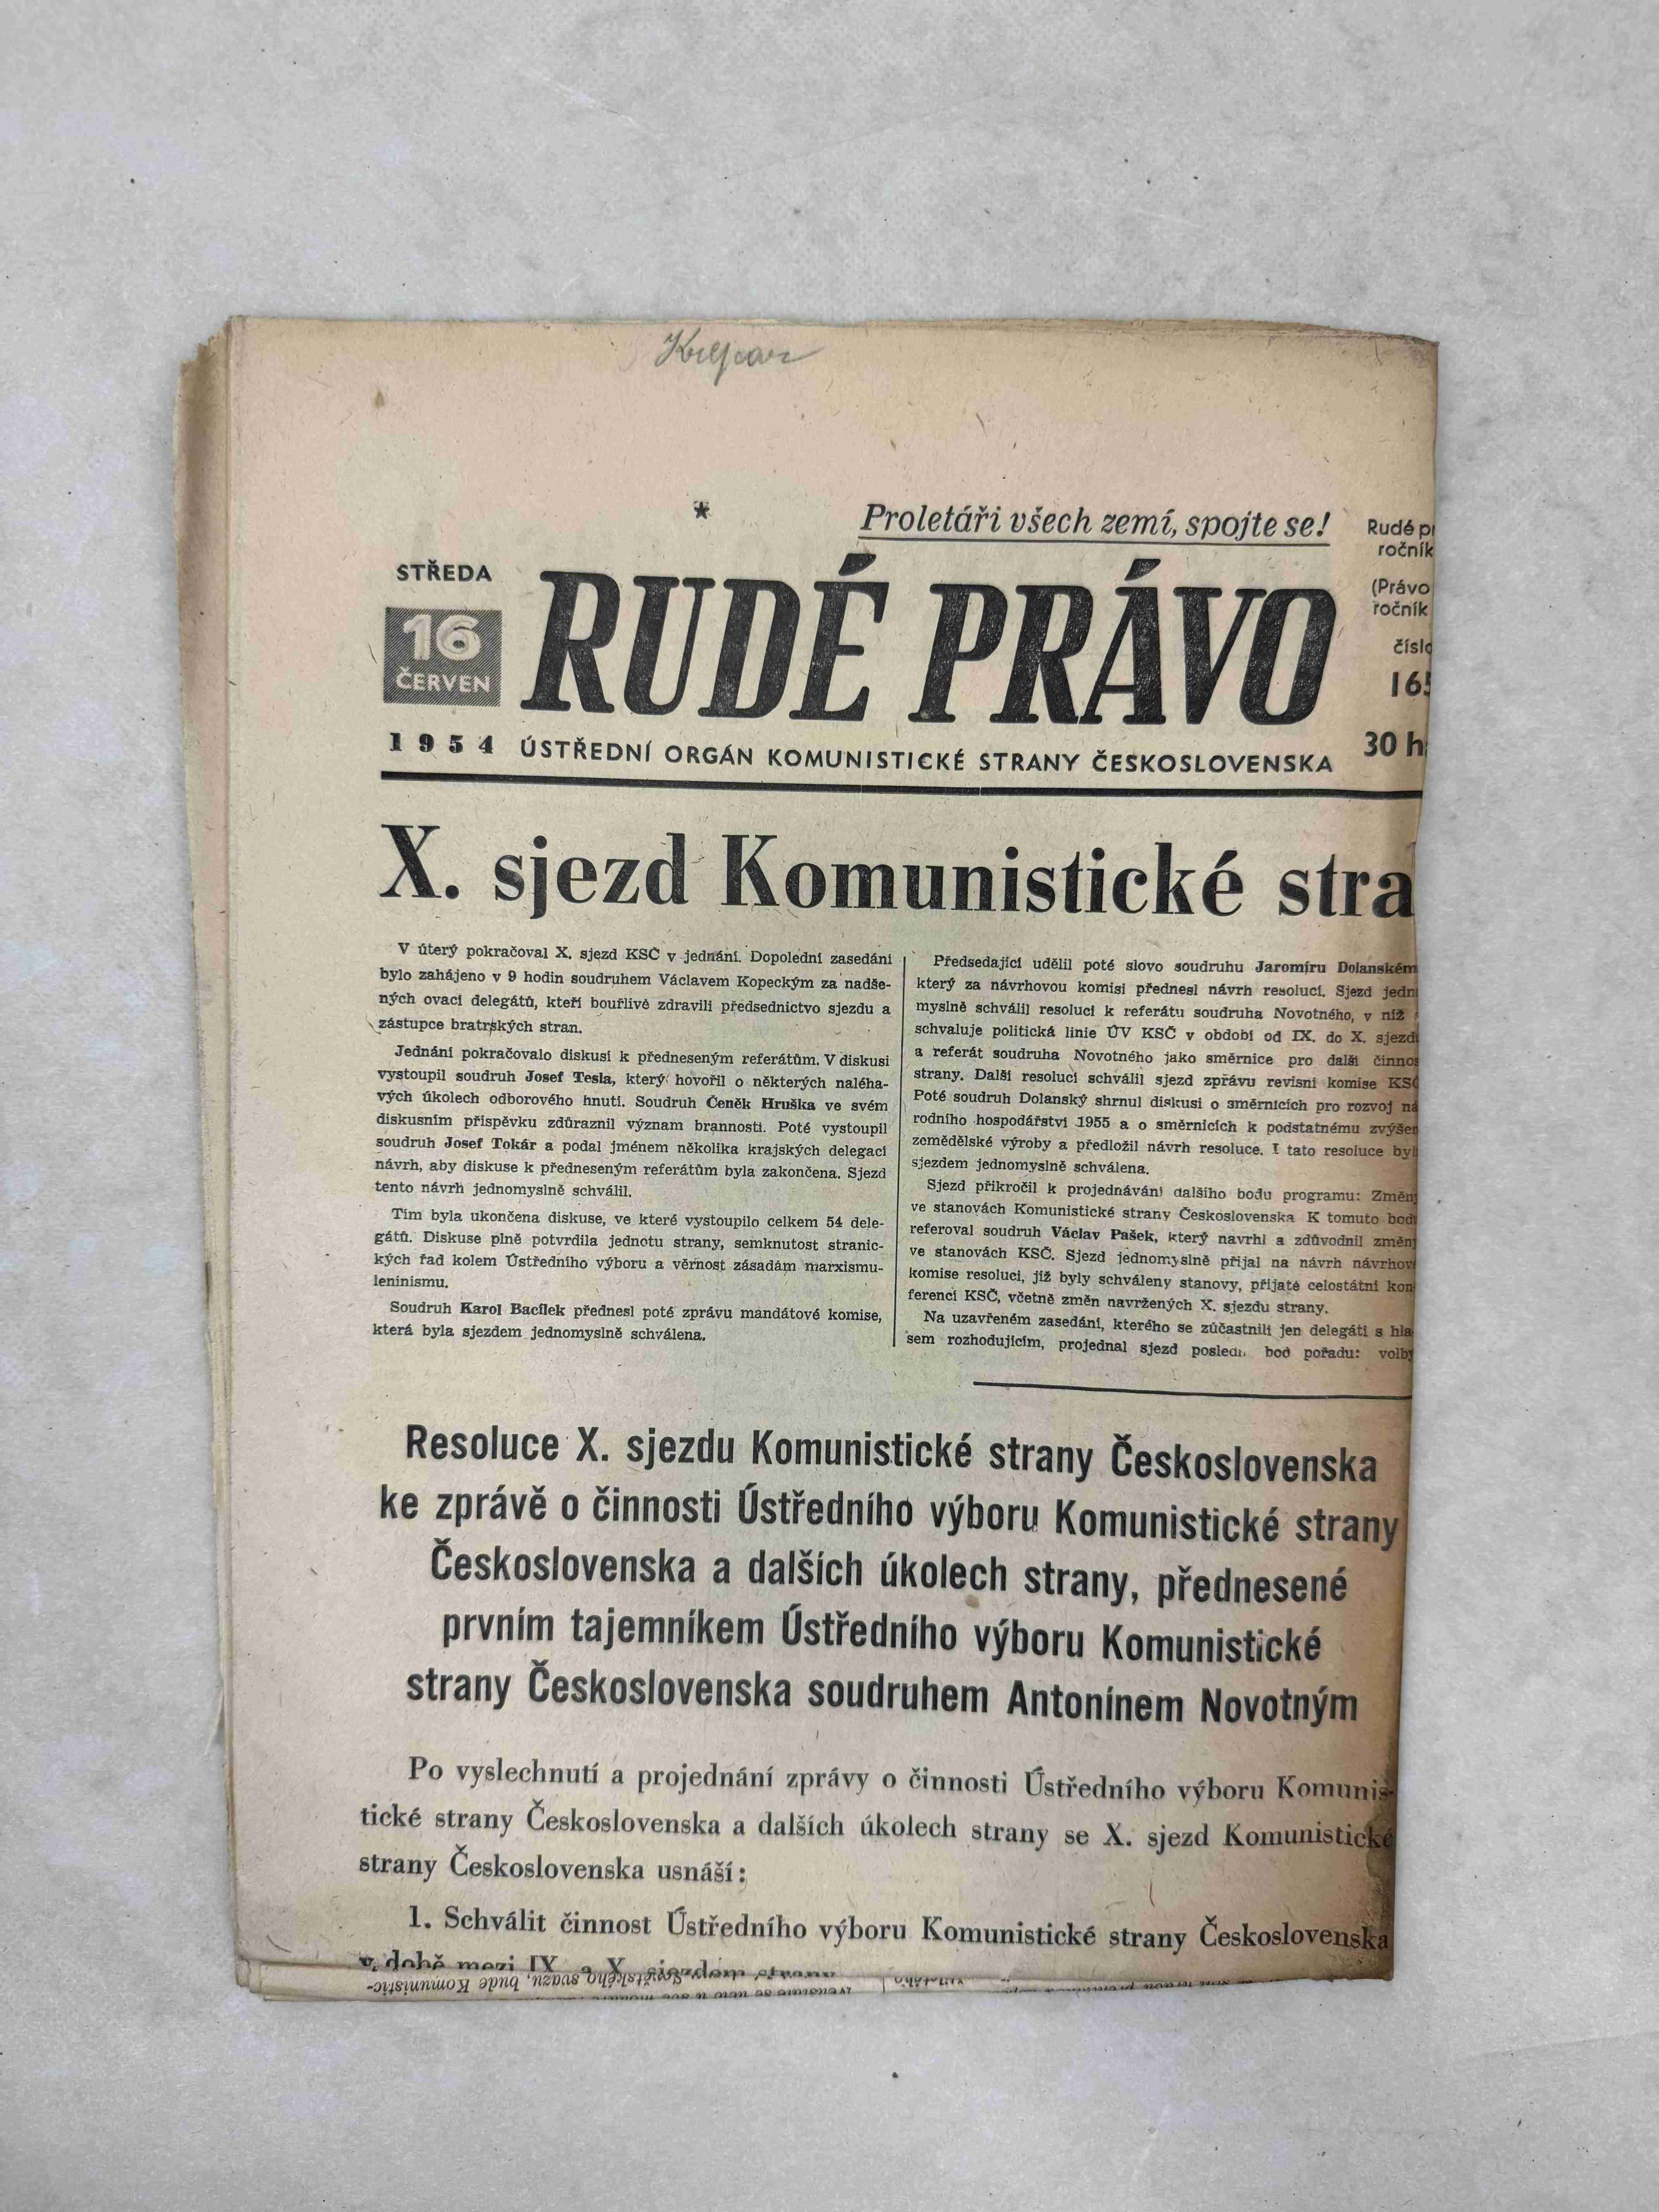 *
Proletáři všech zemí, spojte se!
STŘEDA
16
ČERVEN
1954
RUDÉ PRÁVO
ÚSTŘEDNÍ ORGÁN KOMUNISTICKÉ STRANY ČESKOSLOVENSKA
Rudé
ročník
(Právo
ročník
30 h
X. sjezd Komunistické
V úterý pokračoval X. sjezd KSČ v jednání. Dopolední zasedání
bylo zahájeno v 9 hodin soudruhem Václavem Kopeckým za nadše-
ných ovací delegátů, kteří bouřlivě zdravili předsednictvo sjezdu a
zástupce bratrských stran.
Jednání pokračovalo diskusí k předneseným referátům. V diskusi
vystoupil soudruh Josef Tesla, který hovořil o některých naléha-
vých úkolech odborového hnutí. Soudruh Čeněk Hruška ve svém
diskusním příspěvku zdůraznil význam brannosti. Poté vystoupil
soudruh Josef Tokár a podal jménem několika krajských delegací
návrh, aby diskuse k předneseným referátům byla zakončena. Sjezd
tento návrh jednomyslně schválil.
Tím byla ukončena diskuse, ve které vystoupilo celkem 54 dele-
gátů. Diskuse plně potvrdila jednotu strany, semknutost stranic-
kých řad kolem Ústředního výboru a věrnost zásadám marxismu-
leninismu.
Soudruh Karol Bacílek přednesl poté zprávu mandátové komise,
která byla sjezdem jednomyslně schválena.
Předsedající udělil poté slovo soudruhu Jaromíru Dolanském
který za návrhovou komisi přednesl návrh resolucí. Sjezd jedn
myslně schválil resoluci k referátu soudruha Novotného, v níž
schvaluje politická linie ÚV KSČ v období od IX. do X. sjezd
a referát soudruha Novotného jako směrnice pro další činnos
strany. Další resolucí schválil sjezd zprávu revisní komise KSČ
Poté soudruh Dolanský shrnul diskusi o směrnicích pro rozvoj ná
rodního hospodářství 1955 a o směrnicích k podstatnému zvýšen
zemědělské výroby a předložil návrh resoluce. I tato resoluce byl
sjezdem jednomyslně schválena.
Sjezd přikročil k projednávání dalšího bodu programu: Změny
ve stanovách Komunistické strany Československa K tomuto bodu
referoval soudruh Václav Pašek, který navrhl a zdůvodnil změny
ve stanovách KSČ. Sjezd jednomyslně přijal na návrh návrhov
komise resoluci, jíž byly schváleny stanovy, přijaté celostátní kon
ferencí KSČ, včetně změn navržených X. sjezdu strany.
Na uzavřeném zasedání, kterého se zúčastnili jen delegáti s hla
sem rozhodujícím, projednal sjezd bod pořadu: volby
Resoluce X. sjezdu Komunistické strany Československa
ke zprávě o činnosti Ústředního výboru Komunistické strany
Československa a dalších úkolech strany, přednesené
prvním tajemníkem Ústředního výboru Komunistické
strany Československa soudruhem Antonínem Novotným
Po vyslechnutí a projednání zprávy o činnosti Ústředního výboru Komunis-
tické strany Československa a dalších úkolech strany se X. sjezd Komunistické
strany Československa usnáší:
1. Schválit činnost Ústředního výboru Komunistické strany Československa
v době mezi IX. a X. sjezdem strany
Sovětského svazu, bude Komunistic-